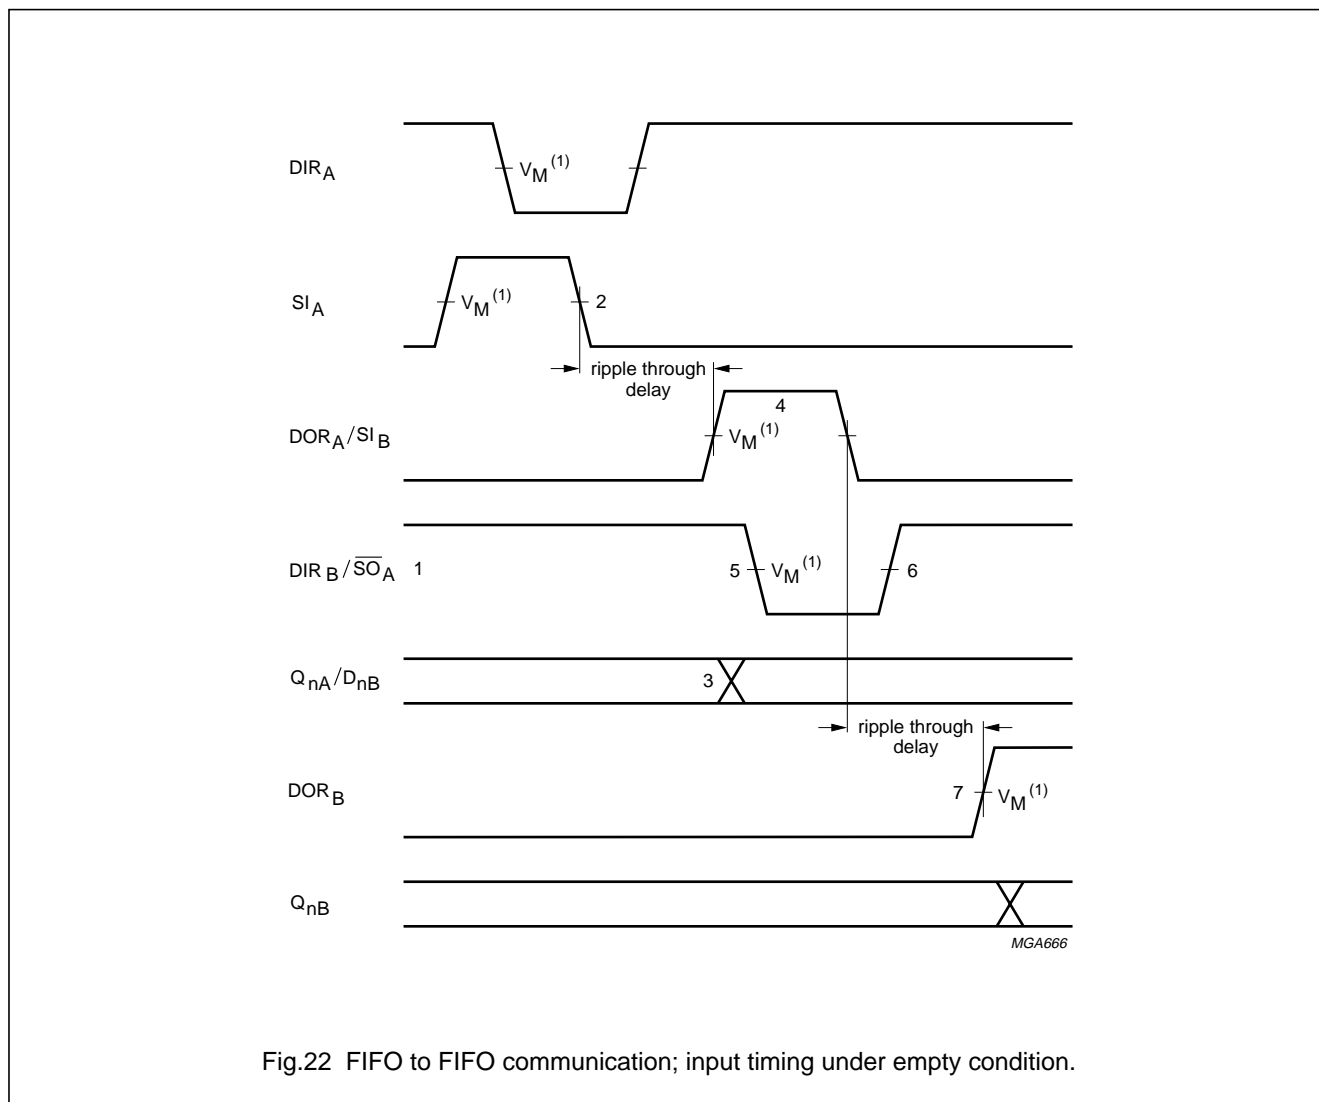 DIR_A
V_M^(1)
SI_A
V_M^(1)
2
ripple through
delay
4
DOR_A/SI_B
V_M^(1)
DIR_B/S̅O̅_A
1
5
V_M^(1)
6
Q_nA/D_nB
3
ripple through
delay
DOR_B
7
V_M^(1)
Q_nB
MGA666
Fig.22 FIFO to FIFO communication; input timing under empty condition.